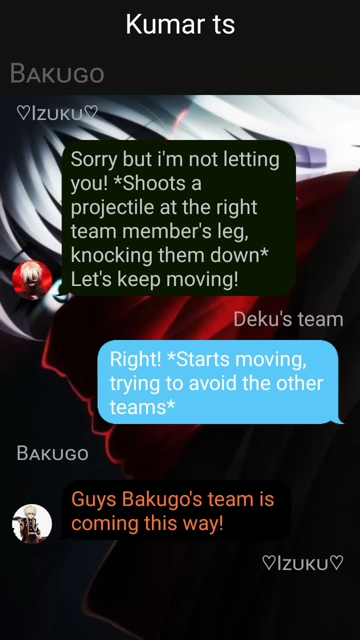 Kumar ts
Bakugo
♡Izuku♡
Sorry but i'm not letting
you! *Shoots a
projectile at the right
team member's leg,
knocking them down*
Let's keep moving!
Deku's team
Right! *Starts moving,
trying to avoid the other
teams*
Bakugo
Guys Bakugo's team is
coming this way!
♡Izuku♡